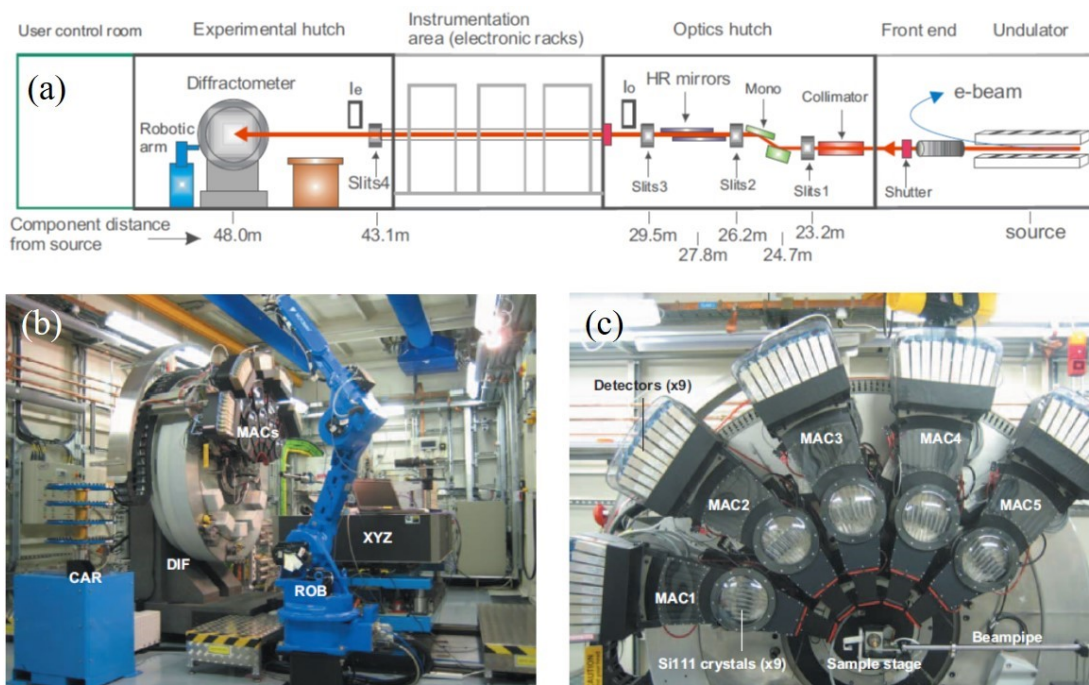 User control room
Experimental hutch
Instrumentation
area (electronic racks)
Optics hutch
Front end
Undulator
(a)
Diffractometer
Ie
Io
HR mirrors
Mono
Collimator
e-beam
Robotic
arm
Slits4
Slits3
Slits2
Slits1
Shutter
Component distance
from source
48.0m
43.1m
29.5m
27.8m
26.2m
24.7m
23.2m
source
(b)
MACs
CAR
DIF
ROB
XYZ
(c)
Detectors (x9)
MAC1
MAC2
MAC3
MAC4
MAC5
Si111 crystals (x9)
Sample stage
Beampipe
CAUTION